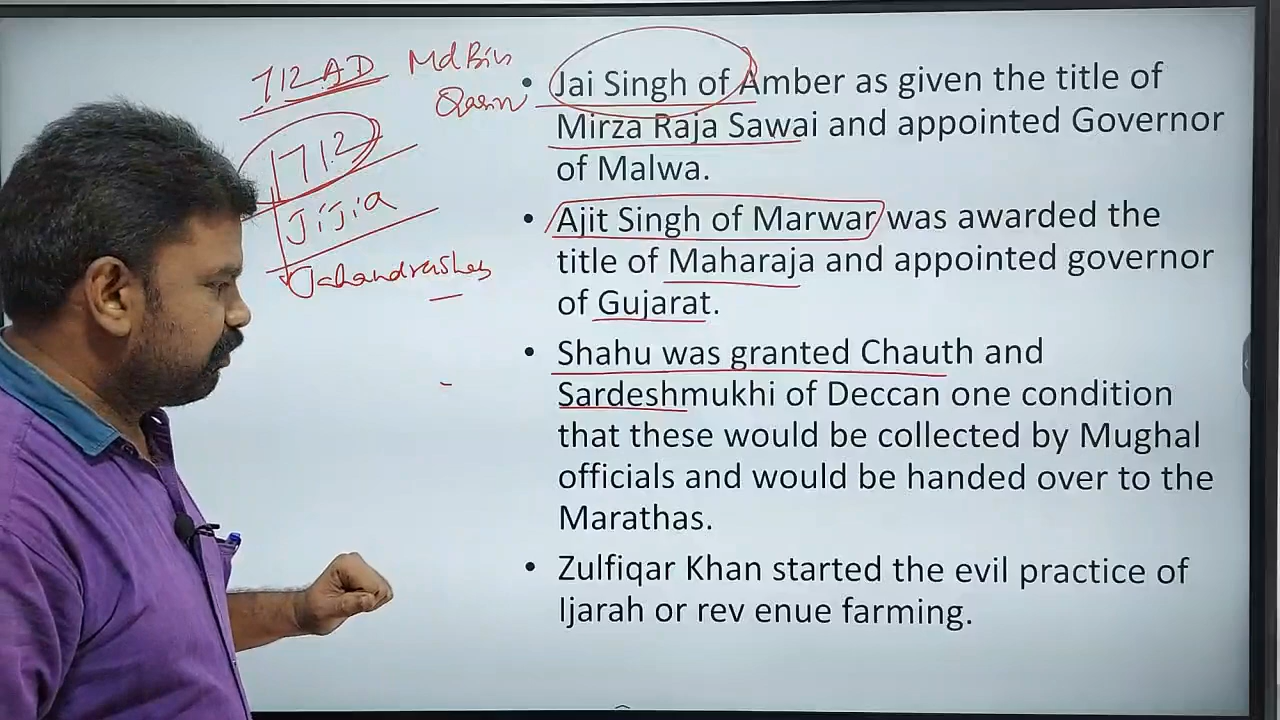 712 AD Md Bin
Qasim
1712
JiJia
Jahandarshah
• Jai Singh of Amber as given the title of
Mirza Raja Sawai and appointed Governor
of Malwa.
• Ajit Singh of Marwar was awarded the
title of Maharaja and appointed governor
of Gujarat.
• Shahu was granted Chauth and
Sardeshmukhi of Deccan one condition
that these would be collected by Mughal
officials and would be handed over to the
Marathas.
• Zulfiqar Khan started the evil practice of
Ijarah or rev enue farming.